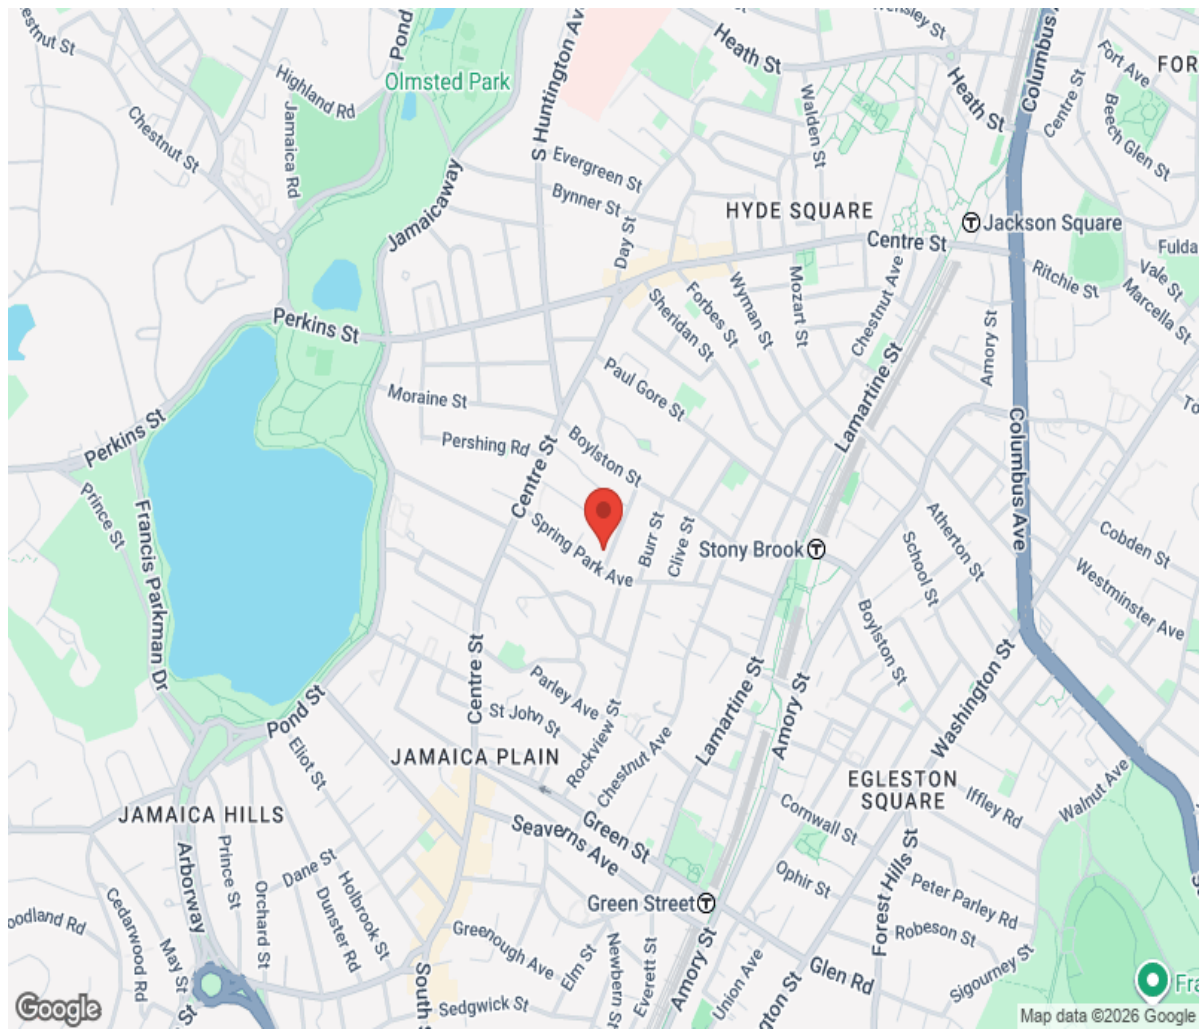 Chestnut St
Pond
Olmsted Park
Highland Rd
Jamaica Rd
Chestnut St
S Huntington Av
Heath St
Heath St
Columbus
Centre St
Fort Ave
FOR
Beech Glen St
Walden St
Evergreen St
Bynner St
Jamaicaway
Day St
HYDE SQUARE
Jackson Square
Centre St
Ritchie St
Fulda
Vale St
Marcella St
Perkins St
Sheridan St
Forbes St
Wyman St
Mozart St
Chestnut Ave
Amory St
Lamartine St
Moraine St
Paul Gore St
Pershing Rd
Perkins St
Boylston St
Centre St
Columbus Ave
To
Prince St
Francis Parkman Dr
Spring Park Ave
Burr St
Clive St
Stony Brook
Atherton St
School St
Cobden St
Westminster Ave
Boylston St
Washington St
Pond St
Centre St
Parley Ave
St John St
Rockview St
Chestnut Ave
Lamartine St
Amory St
Eliot St
JAMAICA PLAIN
EGLESTON
SQUARE
Iffley Rd
Walnut Ave
JAMAICA HILLS
Arborway
Prince St
Orchard St
Dane St
Dunster Rd
Holbrook St
Seaverns Ave
Green St
Cornwall St
Ophir St
Forest Hills St
Peter Parley Rd
Robeson St
Sigourney St
Green Street
Greenough Ave
Elm St
Newbern St
Everett St
Amory St
Union Ave
Glen Rd
ngton St
oodland Rd
Cedarwood Rd
May St
St
South S
Sedgwick St
Fra
Google
Map data ©2026 Google